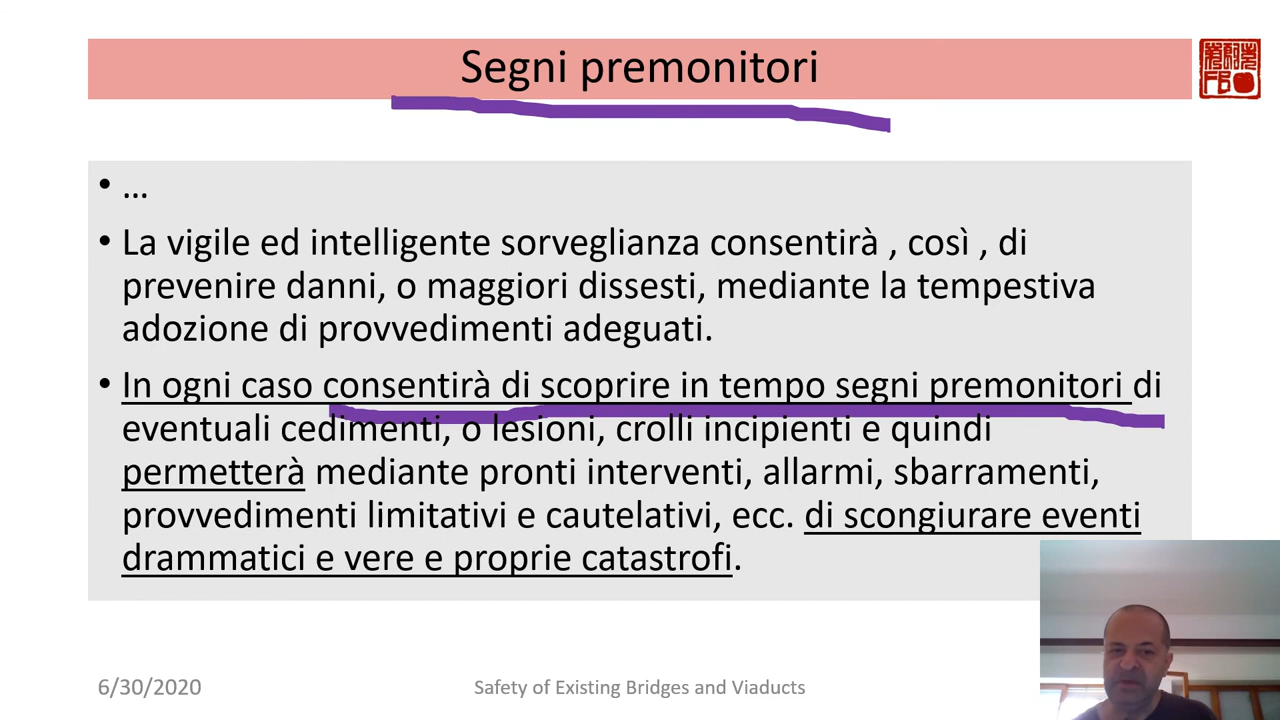 Segni premonitori
• ...
• La vigile ed intelligente sorveglianza consentirà , così , di
prevenire danni, o maggiori dissesti, mediante la tempestiva
adozione di provvedimenti adeguati.
• In ogni caso consentirà di scoprire in tempo segni premonitori di
eventuali cedimenti, o lesioni, crolli incipienti e quindi
permetterà mediante pronti interventi, allarmi, sbarramenti,
provvedimenti limitativi e cautelativi, ecc. di scongiurare eventi
drammatici e vere e proprie catastrofi.
6/30/2020
Safety of Existing Bridges and Viaducts